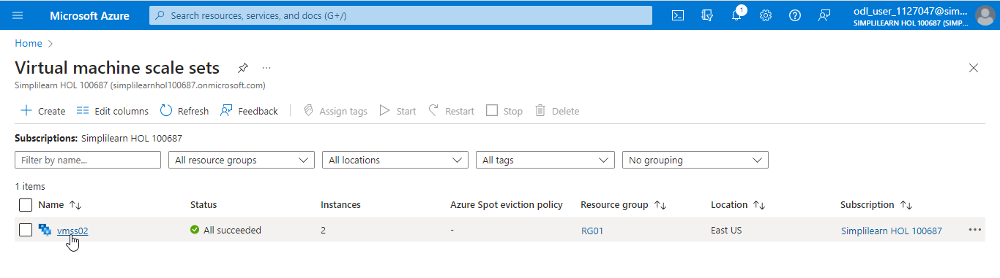 Microsoft Azure
Search resources, services, and docs (G+/)
1
odl_user_1127047@sim...
SIMPLILEARN HOL 100687 (SIMP...
Home
Virtual machine scale sets
...
Simplilearn HOL 100687 (simplilearnhol100687.onmicrosoft.com)
Create Edit columns Refresh Feedback Assign tags Start Restart Stop Delete
Subscriptions: Simplilearn HOL 100687
Filter by name... All resource groups All locations All tags No grouping
1 items
Name Status Instances Azure Spot eviction policy Resource group Location Subscription
vmss02 All succeeded 2 - RG01 East US Simplilearn HOL 100687 ...